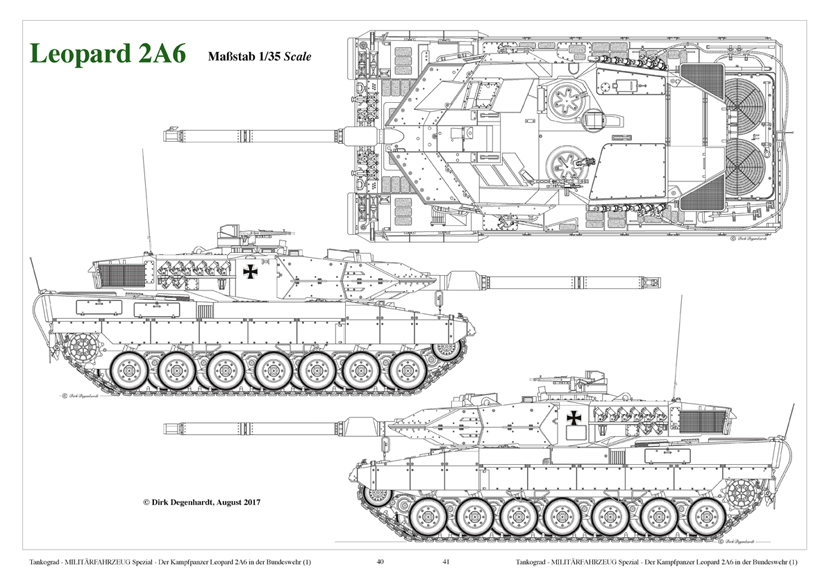 Leopard 2A6
Maßstab 1/35 Scale
© Dirk Degenhardt
© Dirk Degenhardt
© Dirk Degenhardt
© Dirk Degenhardt, August 2017
Tankograd - MILITÄRFAHRZEUG Spezial - Der Kampfpanzer Leopard 2A6 in der Bundeswehr (1)
40
41
Tankograd - MILITÄRFAHRZEUG Spezial - Der Kampfpanzer Leopard 2A6 in der Bundeswehr (1)